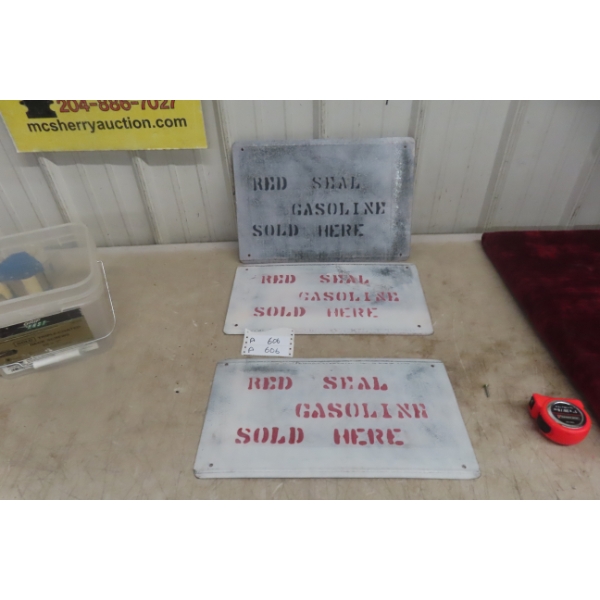 204-886-7027
mcsherryauction.com
RED SEAL
GASOLINE
SOLD HERE
RED SEAL
GASOLINE
SOLD HERE
P 606
P 606
RED SEAL
GASOLINE
SOLD HERE